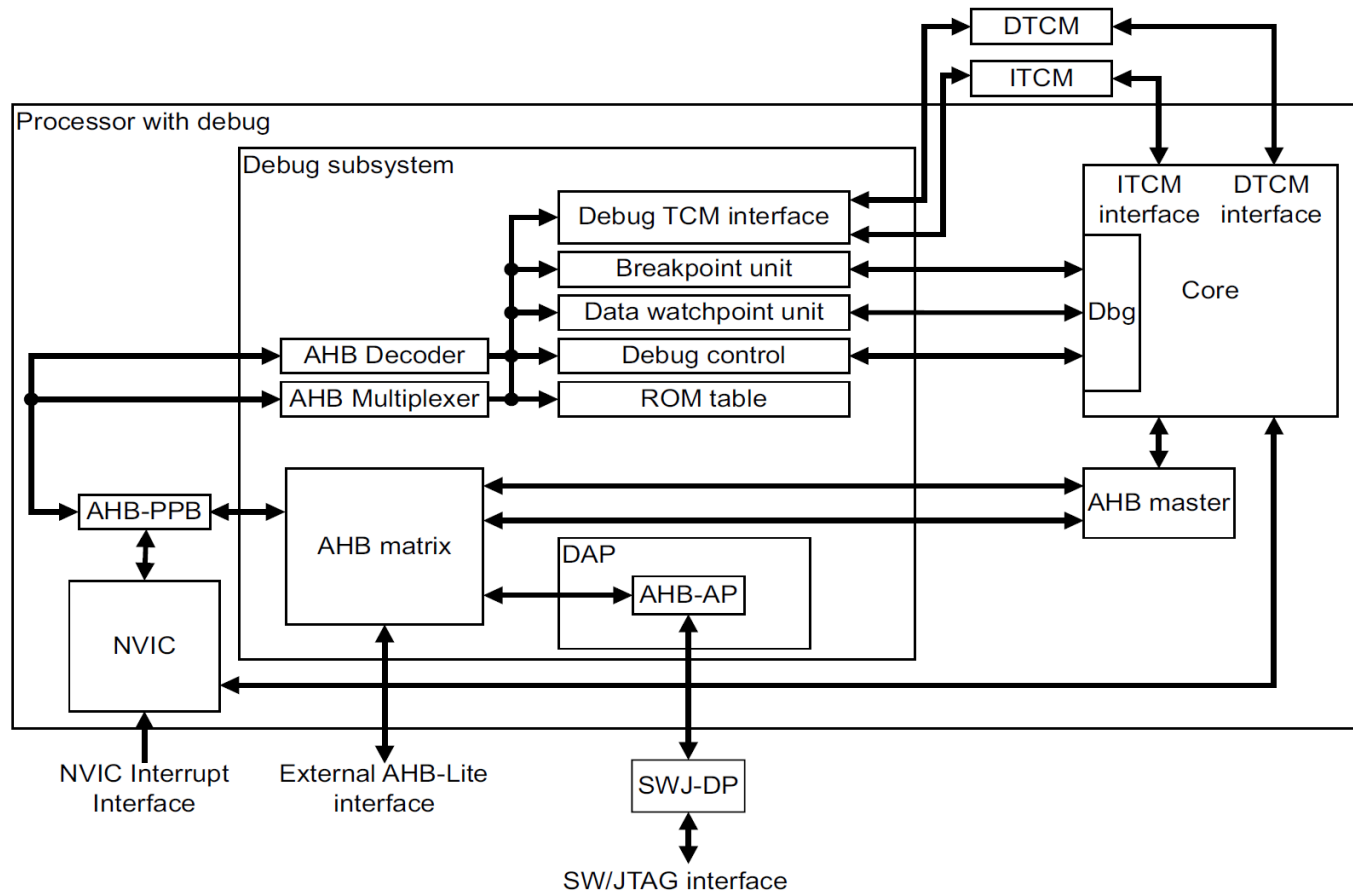 DTCM
ITCM
Processor with debug
Debug subsystem
ITCM
interface
DTCM
interface
Debug TCM interface
Breakpoint unit
Core
Data watchpoint unit
Dbg
AHB Decoder
Debug control
AHB Multiplexer
ROM table
AHB-PPB
AHB matrix
AHB master
DAP
AHB-AP
NVIC
NVIC Interrupt
Interface
External AHB-Lite
interface
SWJ-DP
SW/JTAG interface